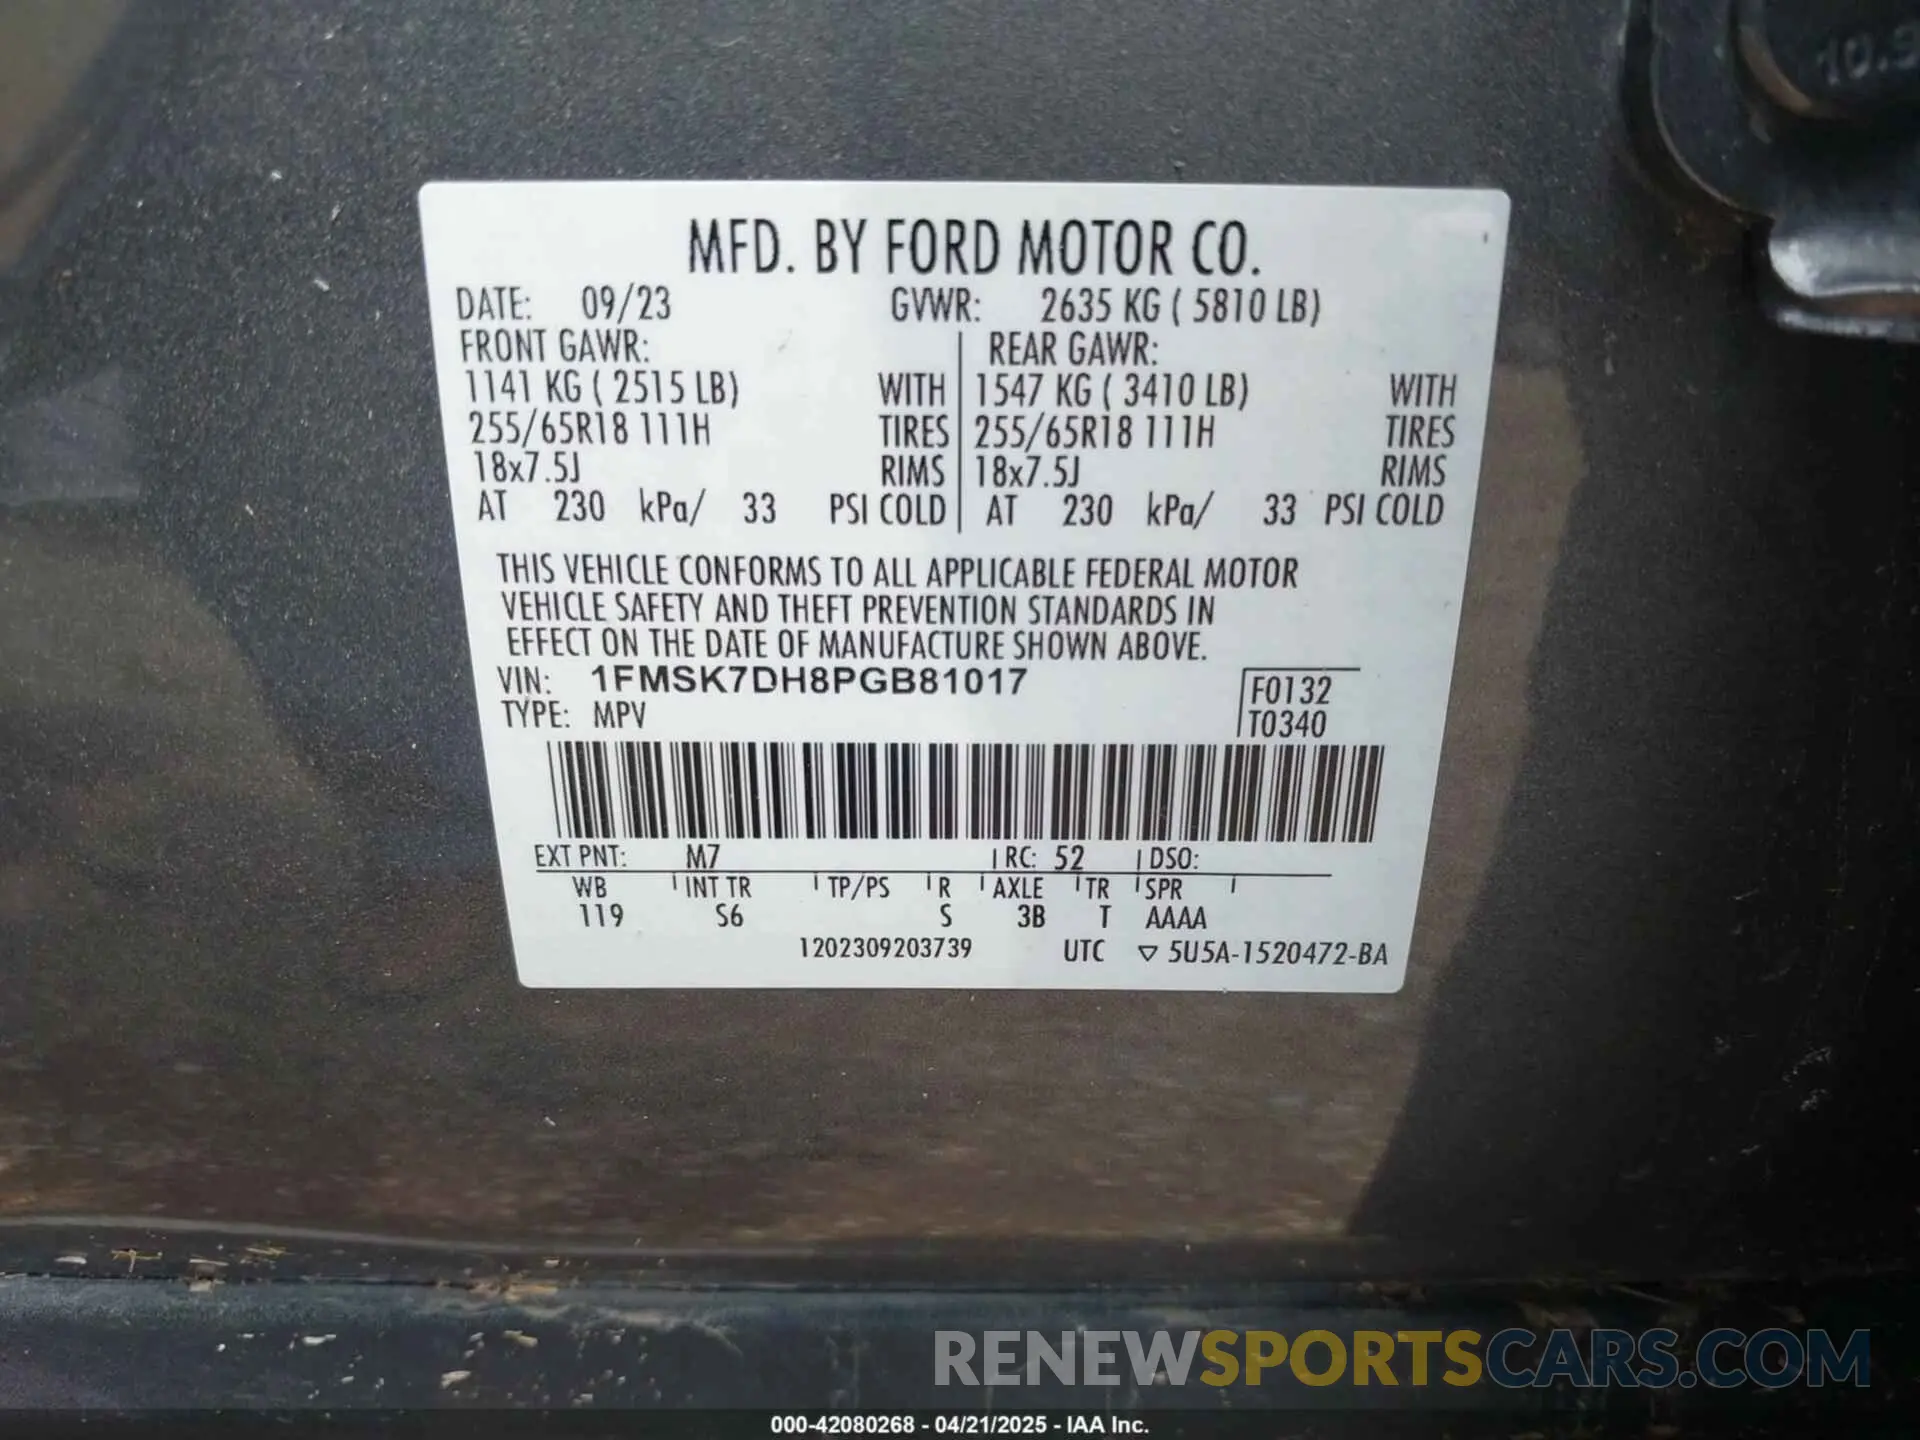 10.9
MFD. BY FORD MOTOR CO.
DATE: 09/23 GVWR: 2635 KG ( 5810 LB)
FRONT GAWR: REAR GAWR:
1141 KG ( 2515 LB) WITH 1547 KG ( 3410 LB) WITH
255/65R18 111H TIRES 255/65R18 111H TIRES
18x7.5J RIMS 18x7.5J RIMS
AT 230 kPa/ 33 PSI COLD AT 230 kPa/ 33 PSI COLD
THIS VEHICLE CONFORMS TO ALL APPLICABLE FEDERAL MOTOR
VEHICLE SAFETY AND THEFT PREVENTION STANDARDS IN
EFFECT ON THE DATE OF MANUFACTURE SHOWN ABOVE.
VIN: 1FMSK7DH8PGB81017 F0132
TYPE: MPV T0340
EXT PNT: M7 RC: 52 DSO:
WB INT TR TP/PS R AXLE TR SPR
119 S6 S 3B T AAAA
1202309203739 UTC ▽ 5U5A-1520472-BA
RENEWSPORTSCARS.COM
000-42080268 - 04/21/2025 - IAA Inc.